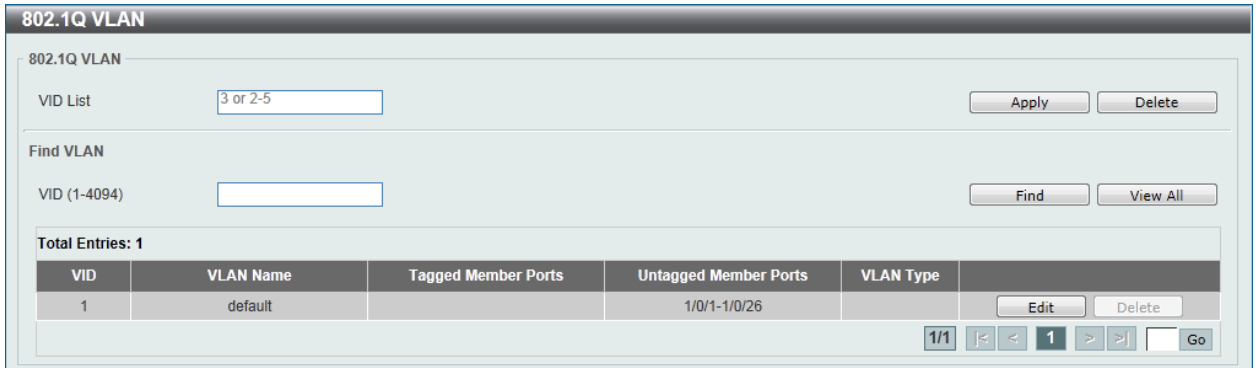 802.1Q VLAN
802.1Q VLAN
VID List 3 or 2-5 Apply Delete
Find VLAN
VID (1-4094) Find View All
Total Entries: 1
VID VLAN Name Tagged Member Ports Untagged Member Ports VLAN Type
1 default 1/0/1-1/0/26 Edit Delete
1/1 |< < 1 > >| Go